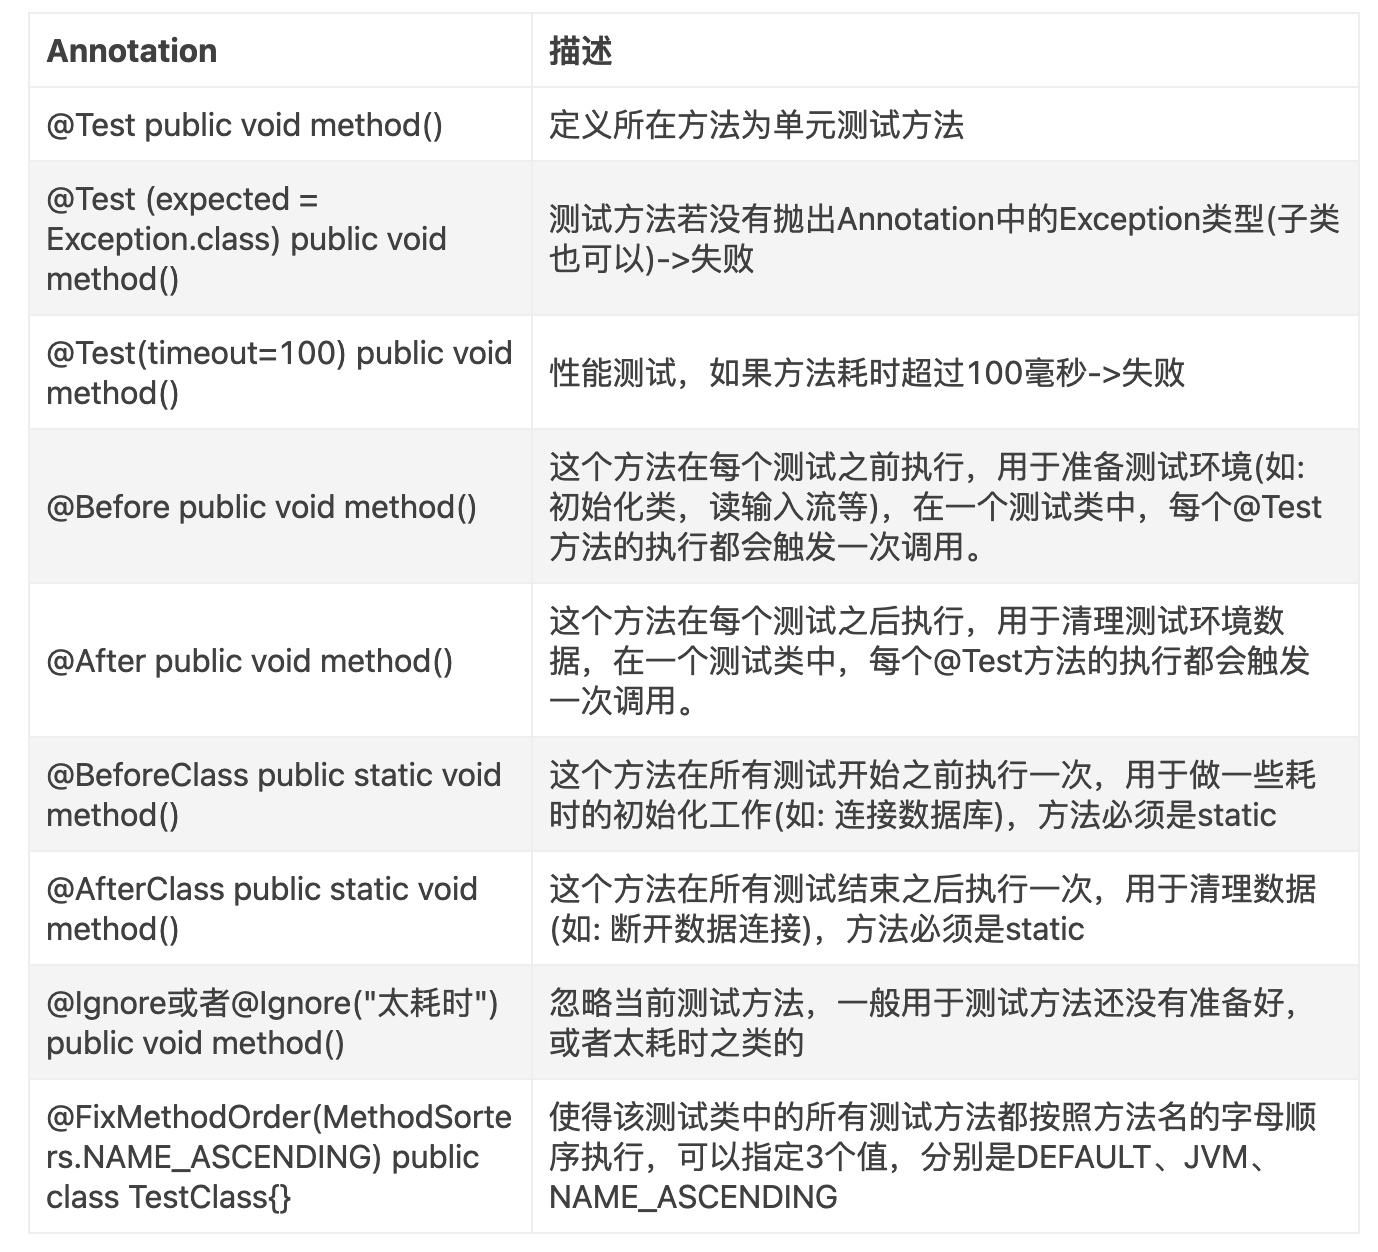 Annotation
描述
@Test public void method()
定义所在方法为单元测试方法
@Test (expected =
Exception.class) public void
method()
测试方法若没有抛出Annotation中的Exception类型(子类
也可以)->失败
@Test(timeout=100) public void
method()
性能测试，如果方法耗时超过100毫秒->失败
@Before public void method()
这个方法在每个测试之前执行，用于准备测试环境(如:
初始化类，读输入流等)，在一个测试类中，每个@Test
方法的执行都会触发一次调用。
@After public void method()
这个方法在每个测试之后执行，用于清理测试环境数
据，在一个测试类中，每个@Test方法的执行都会触发
一次调用。
@BeforeClass public static void
method()
这个方法在所有测试开始之前执行一次，用于做一些耗
时的初始化工作(如: 连接数据库)，方法必须是static
@AfterClass public static void
method()
这个方法在所有测试结束之后执行一次，用于清理数据
(如: 断开数据连接)，方法必须是static
@Ignore或者@Ignore("太耗时")
public void method()
忽略当前测试方法，一般用于测试方法还没有准备好，
或者太耗时之类的
@FixMethodOrder(MethodSorte
rs.NAME_ASCENDING) public
class TestClass{}
使得该测试类中的所有测试方法都按照方法名的字母顺
序执行，可以指定3个值，分别是DEFAULT、JVM、
NAME_ASCENDING